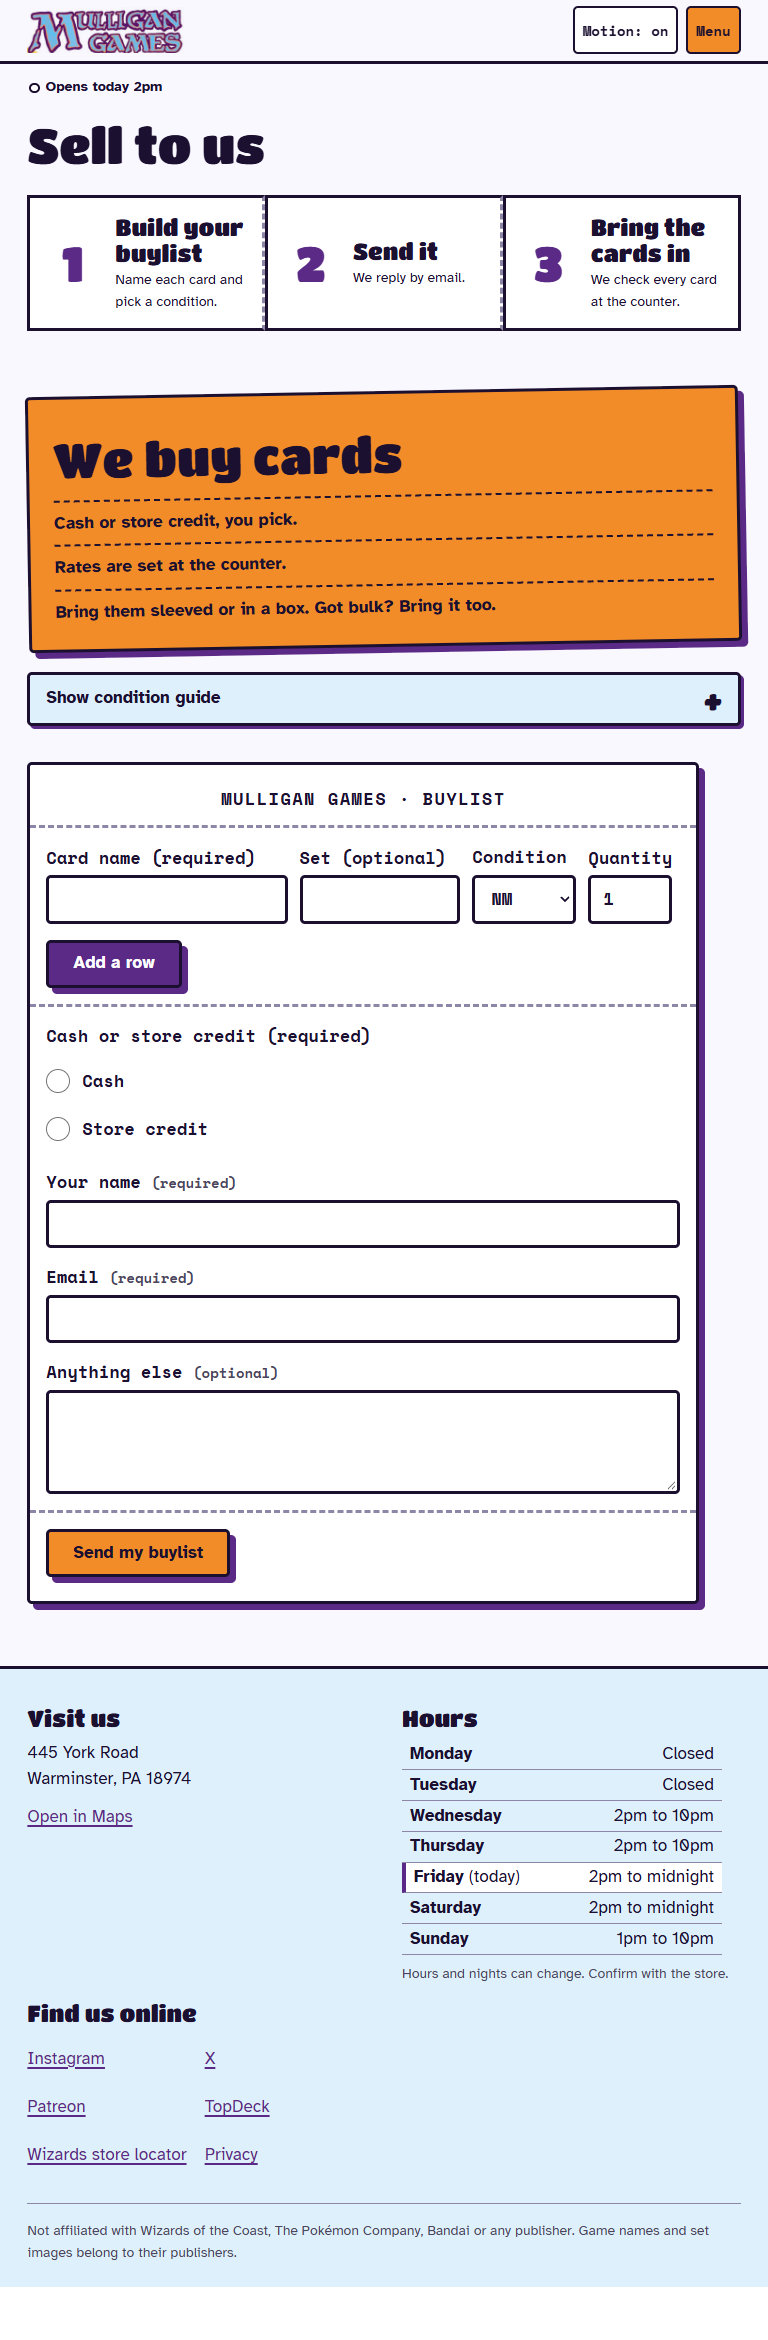 MULLIGAN
GAMES
Motion: on
Menu
Opens today 2pm
Sell to us
1
Build your
buylist
Name each card and
pick a condition.
2
Send it
We reply by email.
3
Bring the
cards in
We check every card
at the counter.
We buy cards
Cash or store credit, you pick.
Rates are set at the counter.
Bring them sleeved or in a box. Got bulk? Bring it too.
Show condition guide
MULLIGAN GAMES · BUYLIST
Card name (required)
Set (optional)
Condition
Quantity
NM
1
Add a row
Cash or store credit (required)
Cash
Store credit
Your name (required)
Email (required)
Anything else (optional)
Send my buylist
Visit us
445 York Road
Warminster, PA 18974
Open in Maps
Hours
Monday Closed
Tuesday Closed
Wednesday 2pm to 10pm
Thursday 2pm to 10pm
Friday (today) 2pm to midnight
Saturday 2pm to midnight
Sunday 1pm to 10pm
Hours and nights can change. Confirm with the store.
Find us online
Instagram
X
Patreon
TopDeck
Wizards store locator
Privacy
Not affiliated with Wizards of the Coast, The Pokémon Company, Bandai or any publisher. Game names and set
images belong to their publishers.